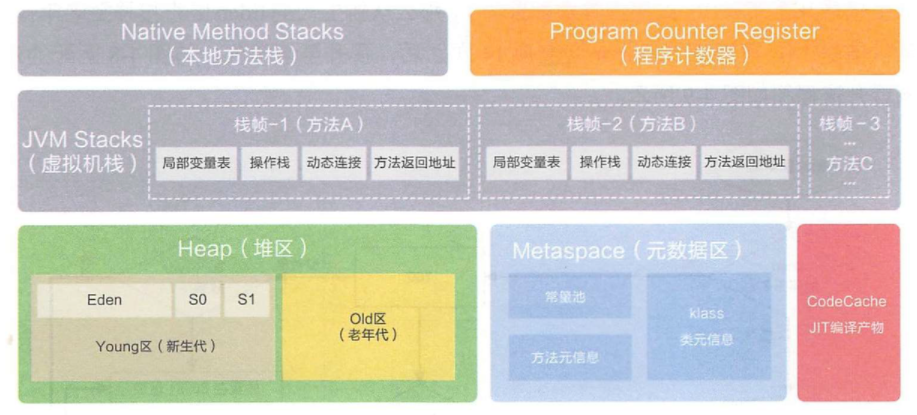 Native Method Stacks
（本地方法栈）
Program Counter Register
（程序计数器）
JVM Stacks
（虚拟机栈）
栈帧-1（方法A）
局部变量表 操作栈 动态连接 方法返回地址
栈帧-2（方法B）
局部变量表 操作栈 动态连接 方法返回地址
栈帧-3
...
方法C
...
Heap（堆区）
Eden S0 S1
Young区（新生代）
Old区
（老年代）
Metaspace（元数据区）
常量池
方法元信息
klass
类元信息
CodeCache
JIT编译产物